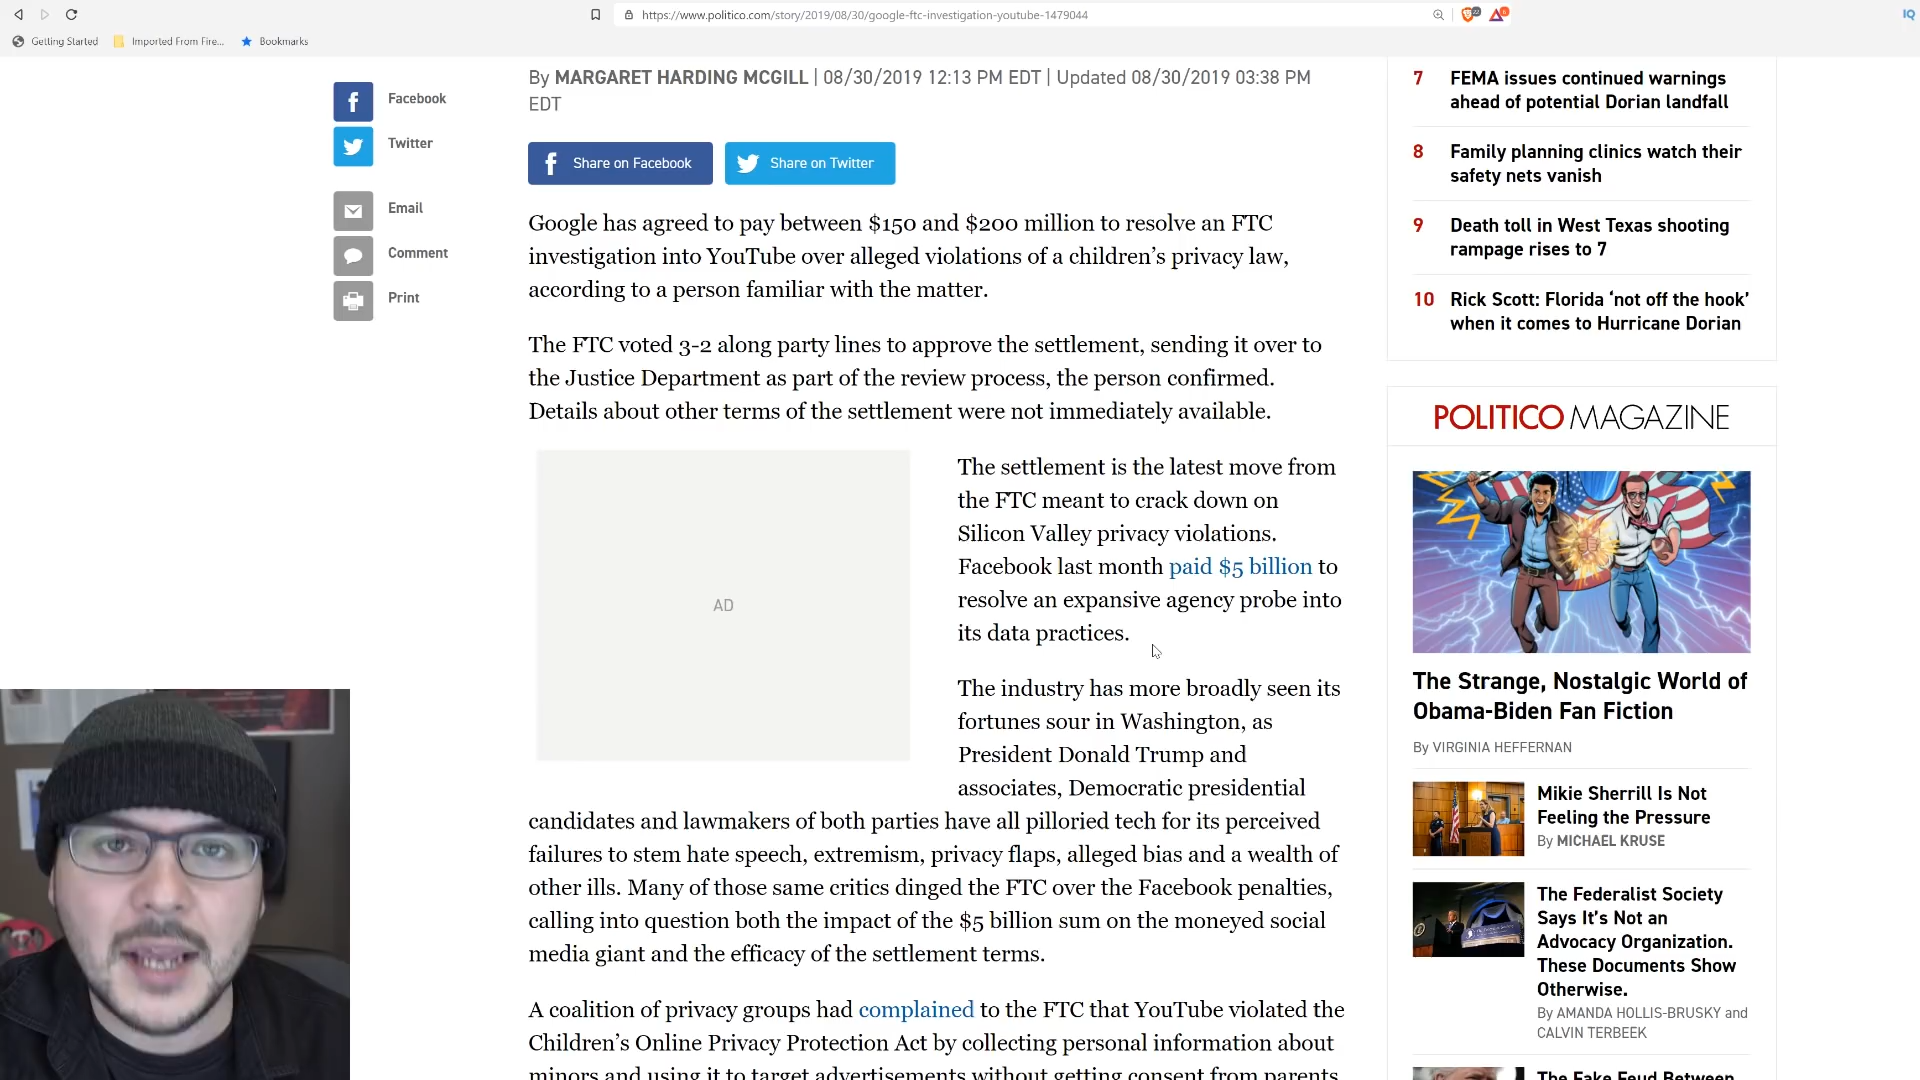 https://www.politico.com/story/2019/08/30/google-ftc-investigation-youtube-1479044
22
IQ
Getting Started
Imported From Fire...
Bookmarks
Facebook
Twitter
Email
Comment
Print
By MARGARET HARDING MCGILL | 08/30/2019 12:13 PM EDT | Updated 08/30/2019 03:38 PM
EDT
Share on Facebook
Share on Twitter
Google has agreed to pay between $150 and $200 million to resolve an FTC
investigation into YouTube over alleged violations of a children's privacy law,
according to a person familiar with the matter.
The FTC voted 3-2 along party lines to approve the settlement, sending it over to
the Justice Department as part of the review process, the person confirmed.
Details about other terms of the settlement were not immediately available.
AD
The settlement is the latest move from
the FTC meant to crack down on
Silicon Valley privacy violations.
Facebook last month paid $5 billion to
resolve an expansive agency probe into
its data practices.
The industry has more broadly seen its
fortunes sour in Washington, as
President Donald Trump and
associates, Democratic presidential
candidates and lawmakers of both parties have all pilloried tech for its perceived
failures to stem hate speech, extremism, privacy flaps, alleged bias and a wealth of
other ills. Many of those same critics dinged the FTC over the Facebook penalties,
calling into question both the impact of the $5 billion sum on the moneyed social
media giant and the efficacy of the settlement terms.
A coalition of privacy groups had complained to the FTC that YouTube violated the
Children's Online Privacy Protection Act by collecting personal information about
minors and using it to target advertisements without getting consent from parents.
7 FEMA issues continued warnings
ahead of potential Dorian landfall
8 Family planning clinics watch their
safety nets vanish
9 Death toll in West Texas shooting
rampage rises to 7
10 Rick Scott: Florida 'not off the hook'
when it comes to Hurricane Dorian
POLITICO MAGAZINE
The Strange, Nostalgic World of
Obama-Biden Fan Fiction
By VIRGINIA HEFFERNAN
Mikie Sherrill Is Not
Feeling the Pressure
By MICHAEL KRUSE
The Federalist Society
Says It's Not an
Advocacy Organization.
These Documents Show
Otherwise.
By AMANDA HOLLIS-BRUSKY and
CALVIN TERBEEK
The Fake Feud Between